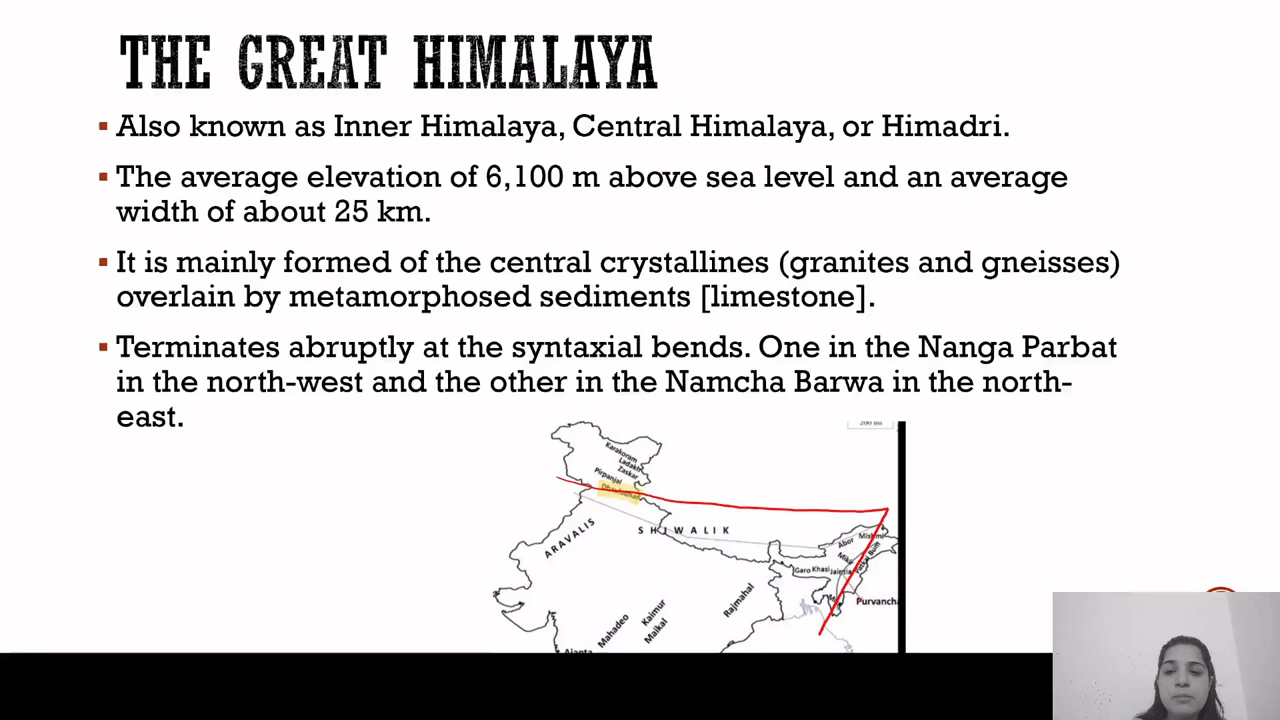 THE GREAT HIMALAYA
▪ Also known as Inner Himalaya, Central Himalaya, or Himadri.
▪ The average elevation of 6,100 m above sea level and an average
width of about 25 km.
▪ It is mainly formed of the central crystallines (granites and gneisses)
overlain by metamorphosed sediments [limestone].
▪ Terminates abruptly at the syntaxial bends. One in the Nanga Parbat
in the north-west and the other in the Namcha Barwa in the north-
east.
Karakoram
Ladakh
Zaskar
Pirpanjal
SHIWALIK
ARAVALIS
Abor Mishmi
Garo Khasi Jaintia
Purvancha
Rajmahal
Kaimur
Maikal
Mahadeo